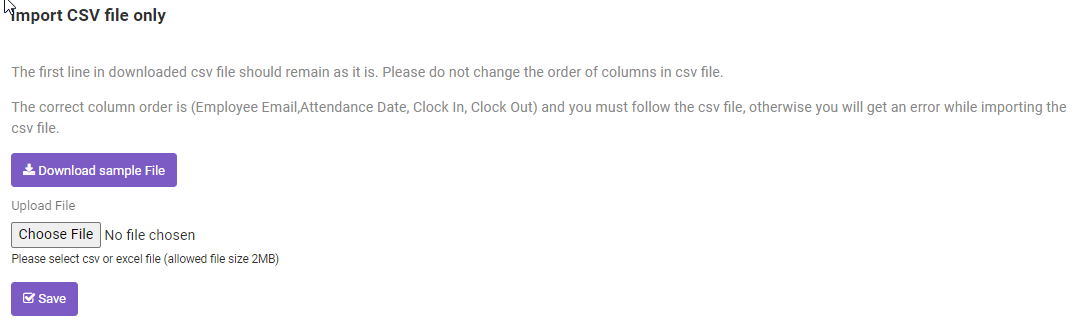 Import CSV file only
The first line in downloaded csv file should remain as it is. Please do not change the order of columns in csv file.
The correct column order is (Employee Email,Attendance Date, Clock In, Clock Out) and you must follow the csv file, otherwise you will get an error while importing the
csv file.
Download sample File
Upload File
Choose File No file chosen
Please select csv or excel file (allowed file size 2MB)
Save